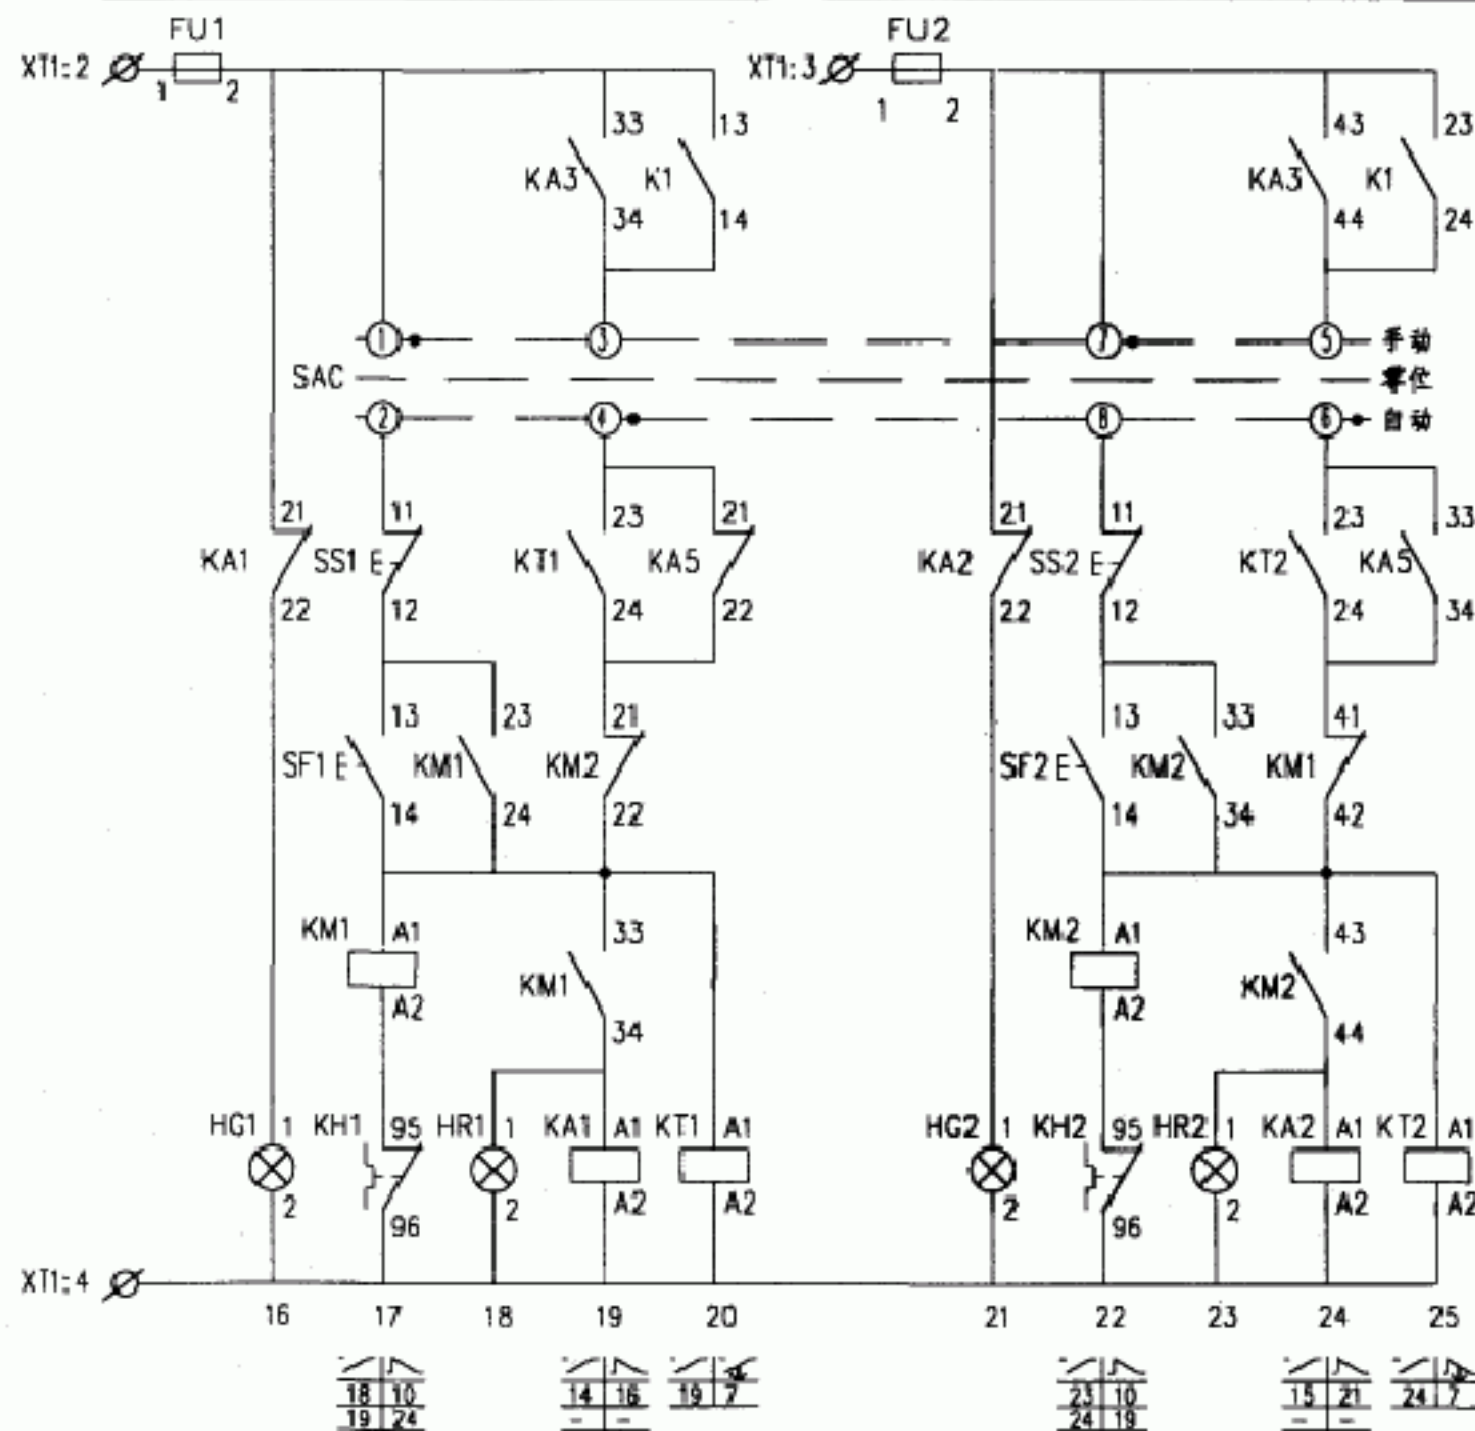 FU1 FU2
XT1:2 XT1:3
1 2 1 2
33 13 43 23
KA3 K1 KA3 K1
34 14 44 24
1 3 7 5 手动
SAC 零位
2 4 8 6 自动
21 11 23 21 21 11 23 33
KA1 SS1 KT1 KA5 KA2 SS2 KT2 KA5
22 12 24 22 22 12 24 34
13 23 21 13 33 41
SF1 KM1 KM2 SF2 KM2 KM1
14 24 22 14 34 42
KM1 A1 33 KM2 A1 43
KM1 KM2
A2 34 A2 44
HG1 1 KH1 95 HR1 1 KA1 A1 KT1 A1 HG2 1 KH2 95 HR2 1 KA2 A1 KT2 A1
2 96 2 A2 A2 2 96 2 A2 A2
XT1:4
16 17 18 19 20 21 22 23 24 25
18 10 14 16 19 7 23 10 15 21 24 7
19 24 - - 24 19 - -